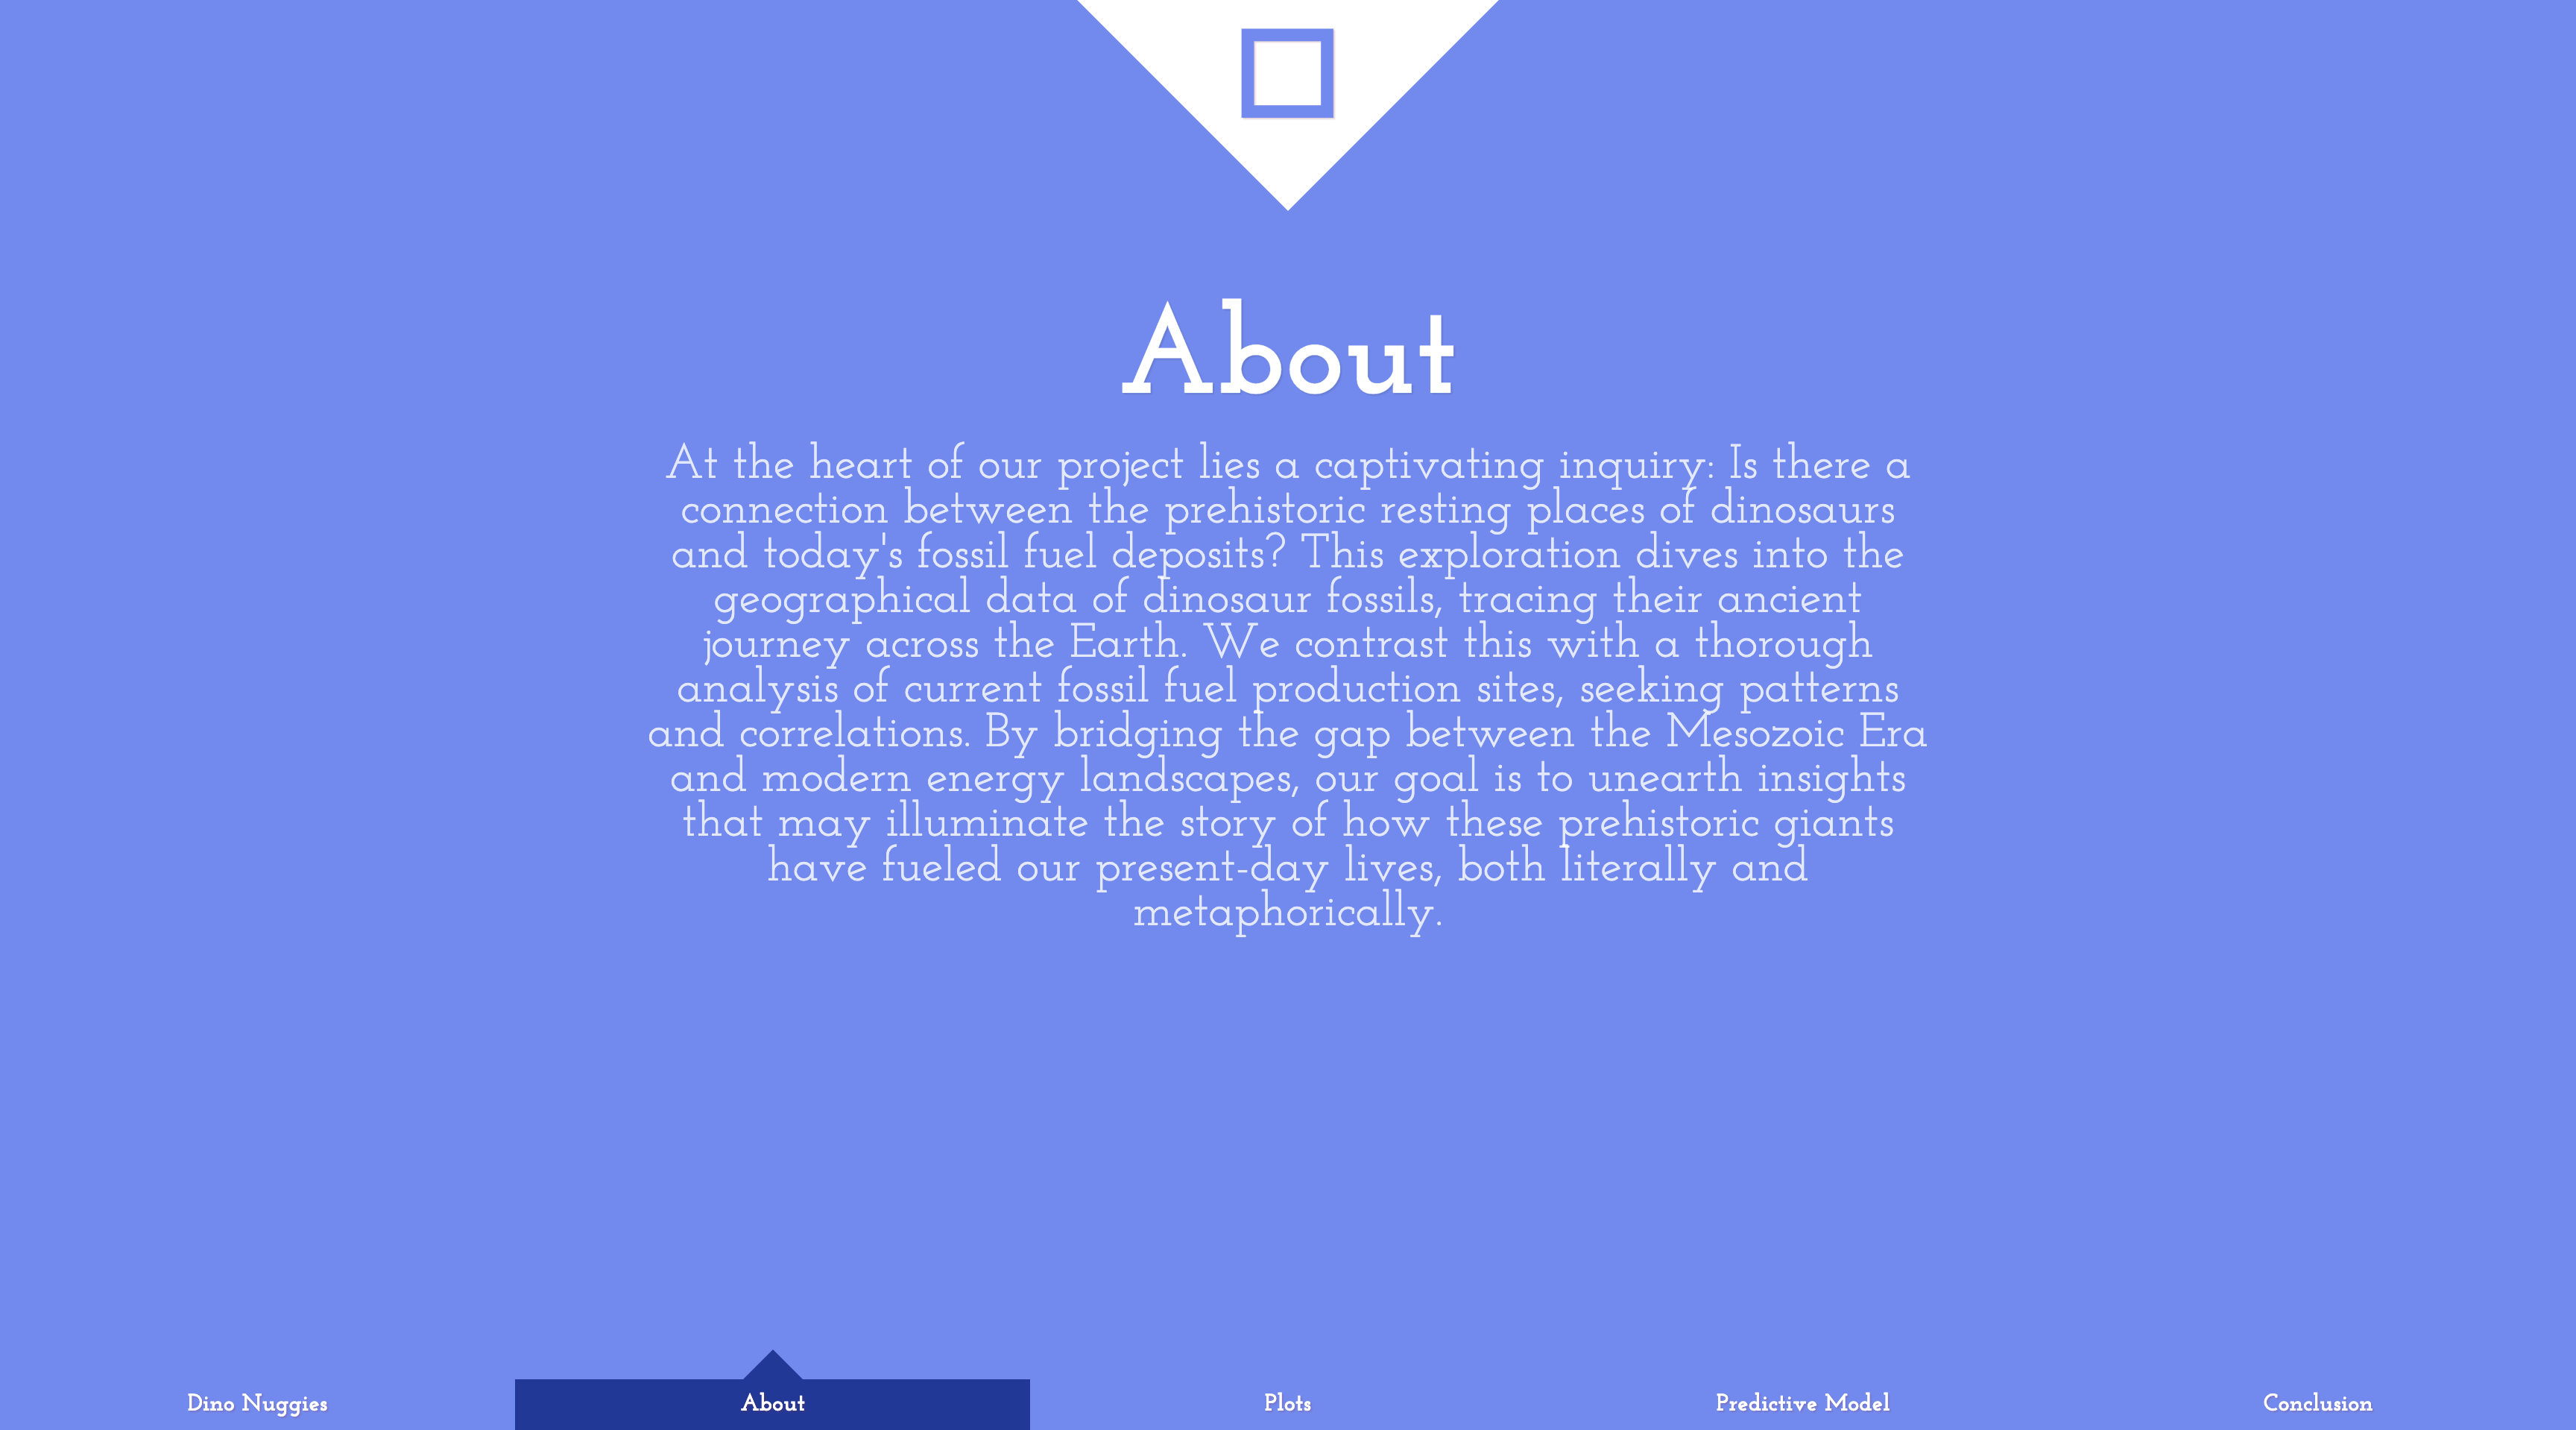 About
At the heart of our project lies a captivating inquiry: Is there a
connection between the prehistoric resting places of dinosaurs
and today's fossil fuel deposits? This exploration dives into the
geographical data of dinosaur fossils, tracing their ancient
journey across the Earth. We contrast this with a thorough
analysis of current fossil fuel production sites, seeking patterns
and correlations. By bridging the gap between the Mesozoic Era
and modern energy landscapes, our goal is to unearth insights
that may illuminate the story of how these prehistoric giants
have fueled our present-day lives, both literally and
metaphorically.
Dino Nuggies
About
Plots
Predictive Model
Conclusion